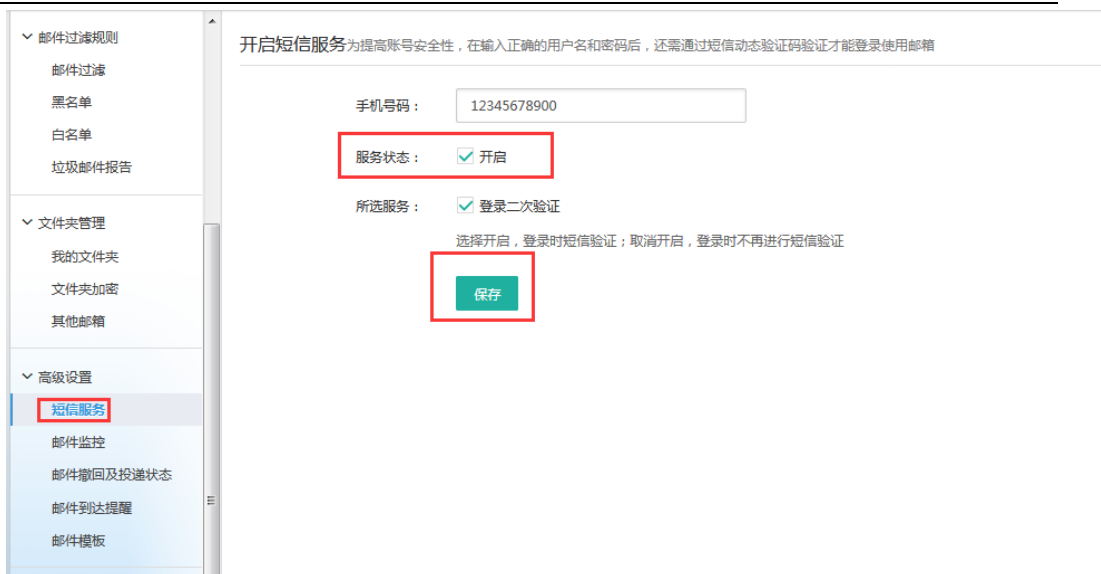 邮件过滤规则
邮件过滤
黑名单
白名单
垃圾邮件报告
文件夹管理
我的文件夹
文件夹加密
其他邮箱
高级设置
短信服务
邮件监控
邮件撤回及投递状态
邮件到达提醒
邮件模板
开启短信服务为提高账号安全性，在输入正确的用户名和密码后，还需通过短信动态验证码验证才能登录使用邮箱
手机号码： 12345678900
服务状态： 开启
所选服务： 登录二次验证
选择开启，登录时短信验证；取消开启，登录时不再进行短信验证
保存